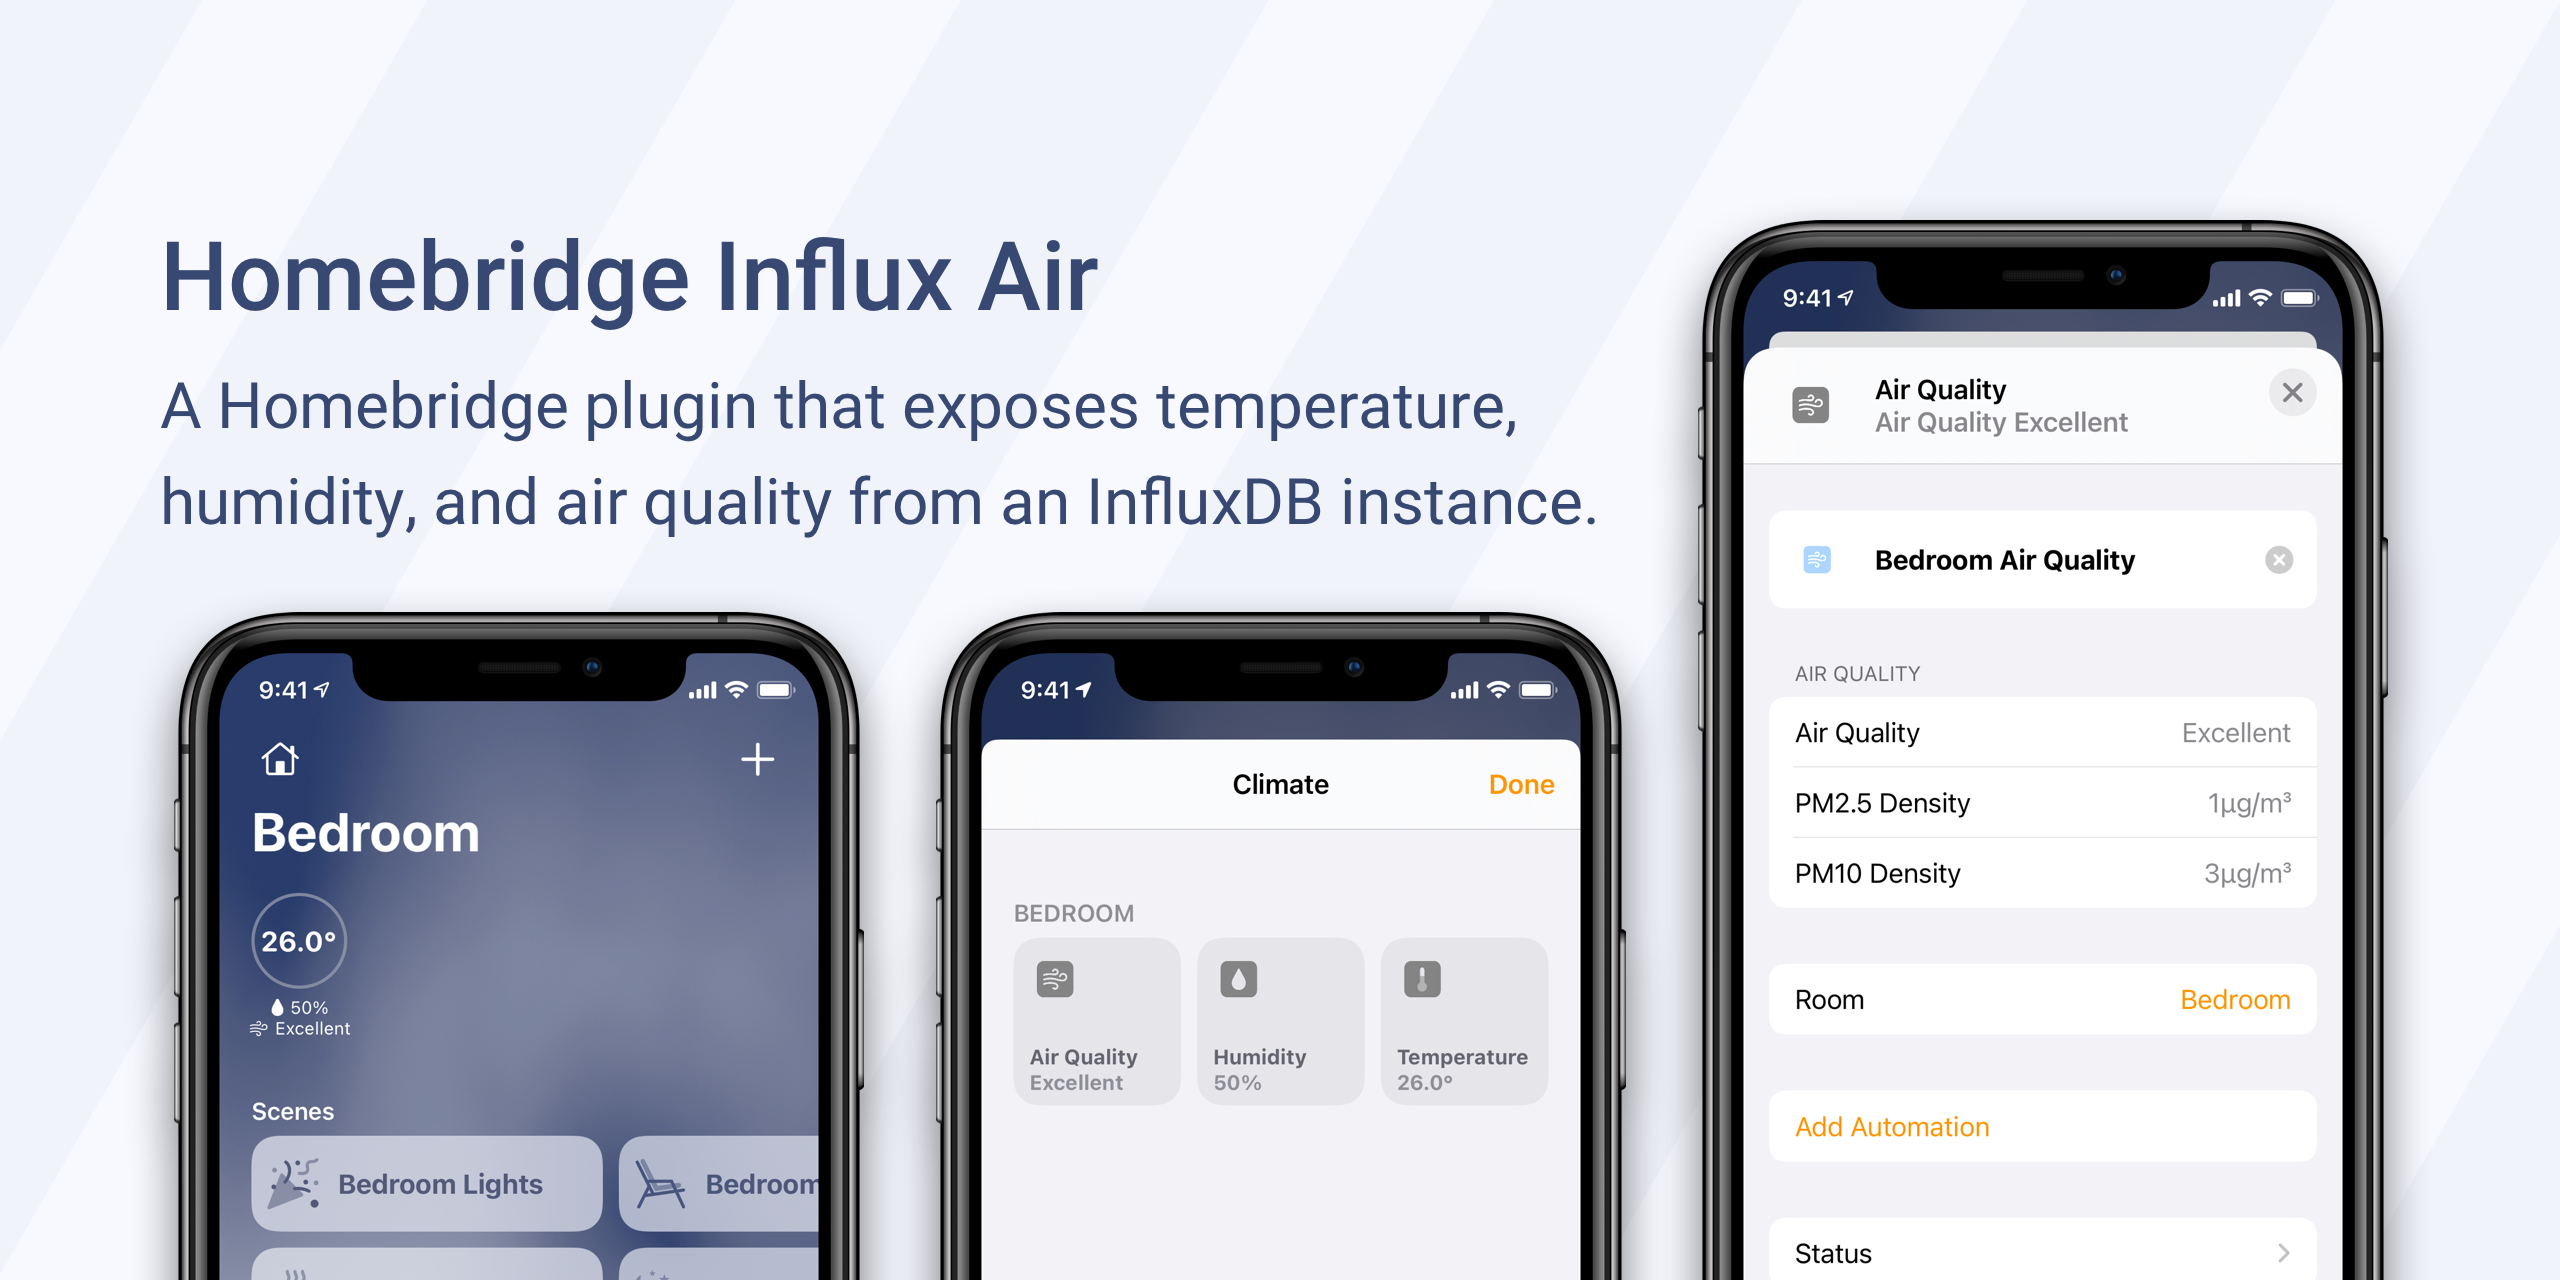 Homebridge Influx Air
A Homebridge plugin that exposes temperature,
humidity, and air quality from an InfluxDB instance.
9:41
Bedroom
26.0°
50%
Excellent
Scenes
Bedroom Lights
Bedroom
9:41
Climate
Done
BEDROOM
Air Quality
Excellent
Humidity
50%
Temperature
26.0°
9:41
Air Quality
Air Quality Excellent
Bedroom Air Quality
AIR QUALITY
Air Quality
Excellent
PM2.5 Density
1µg/m³
PM10 Density
3µg/m³
Room
Bedroom
Add Automation
Status